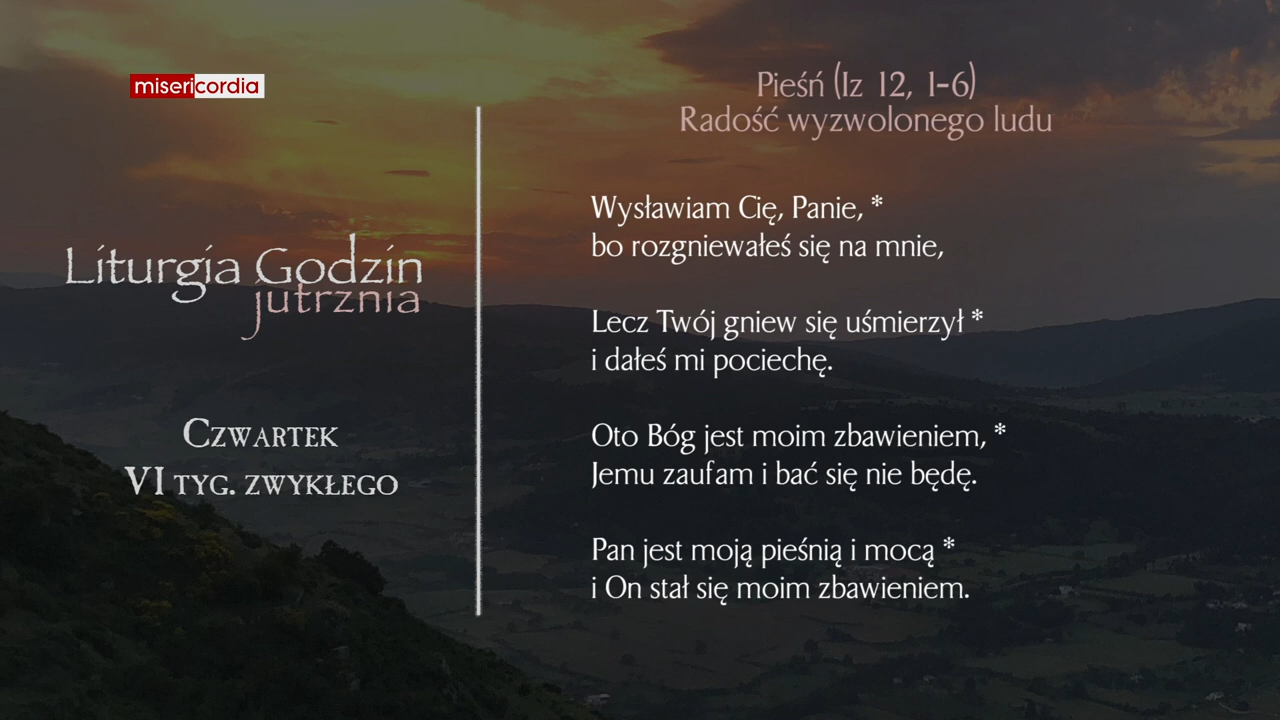 misericordia
Liturgia Godzin
jutrznia
Czwartek
VI tyg. zwykłego
Pieśń (Iz 12, 1-6)
Radość wyzwolonego ludu
Wysławiam Cię, Panie, *
bo rozgniewałeś się na mnie,
Lecz Twój gniew się uśmierzył *
i dałeś mi pociechę.
Oto Bóg jest moim zbawieniem, *
Jemu zaufam i bać się nie będę.
Pan jest moją pieśnią i mocą *
i On stał się moim zbawieniem.